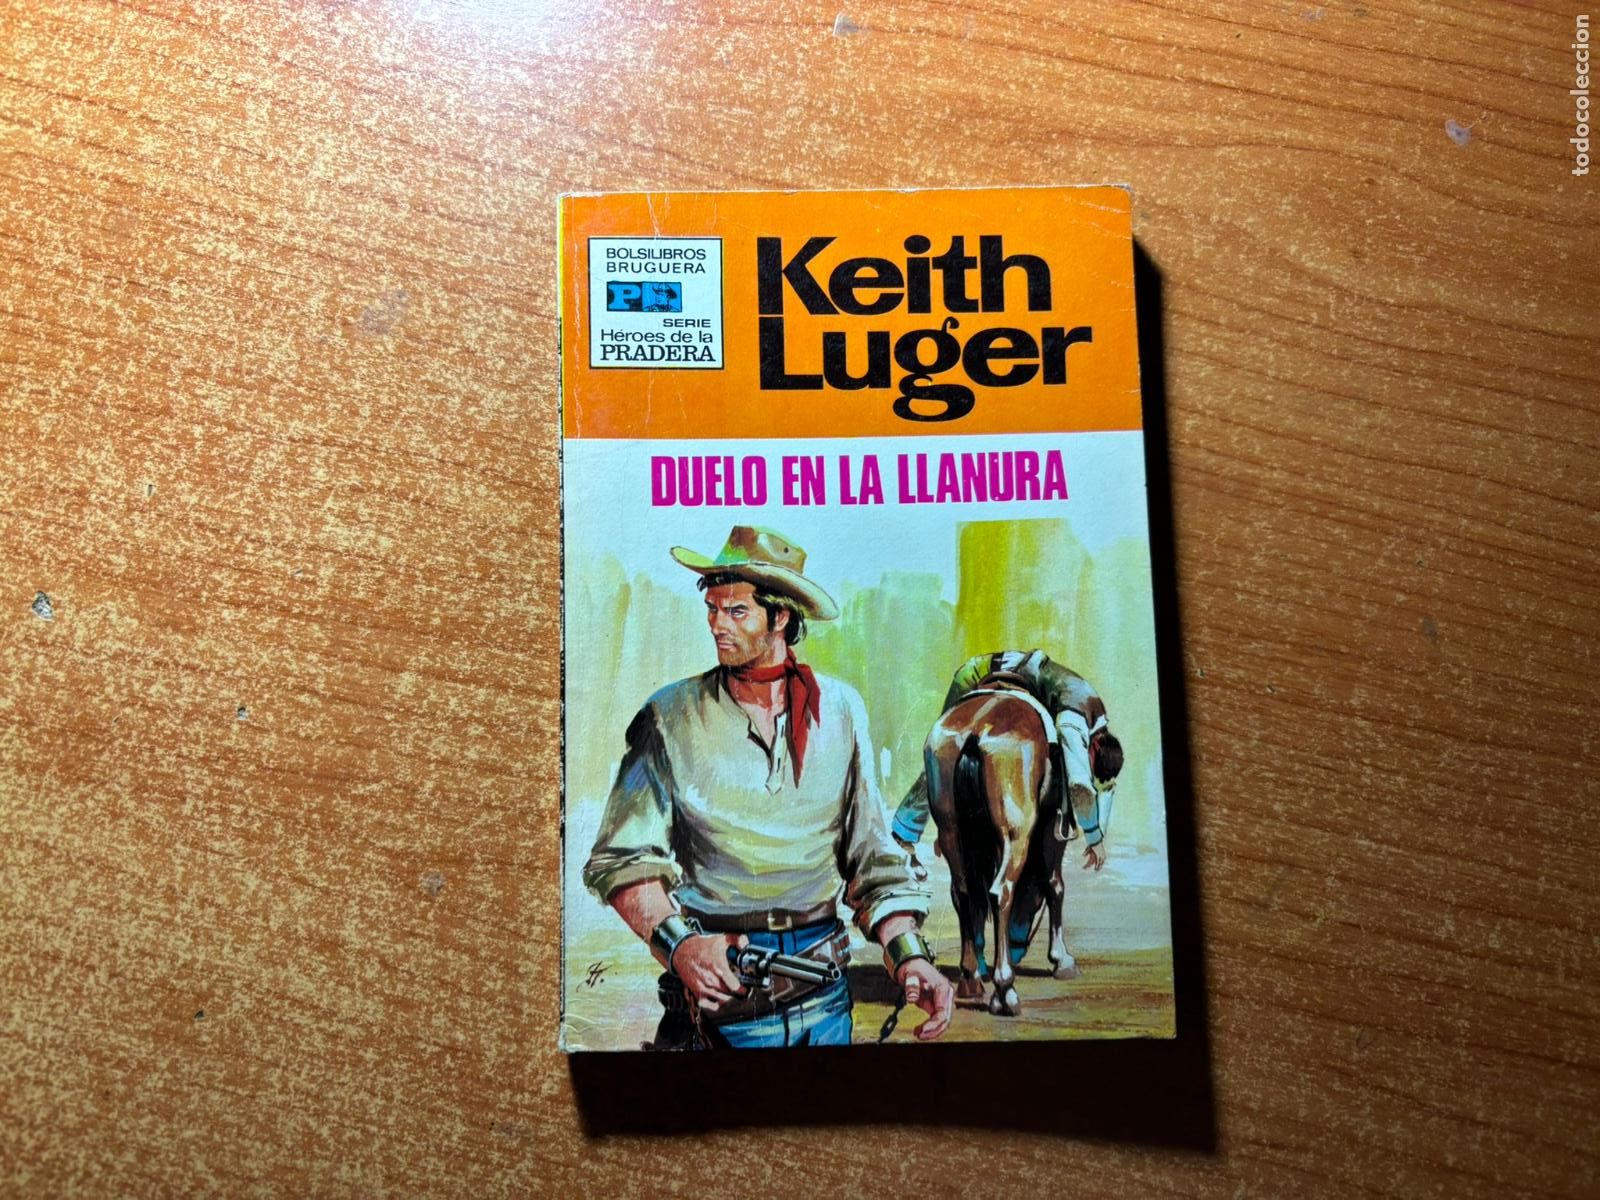 BOLSILIBROS
BRUGUERA
P
SERIE
Héroes de la
PRADERA
Keith
Luger
DUELO EN LA LLANURA
todocoleccion